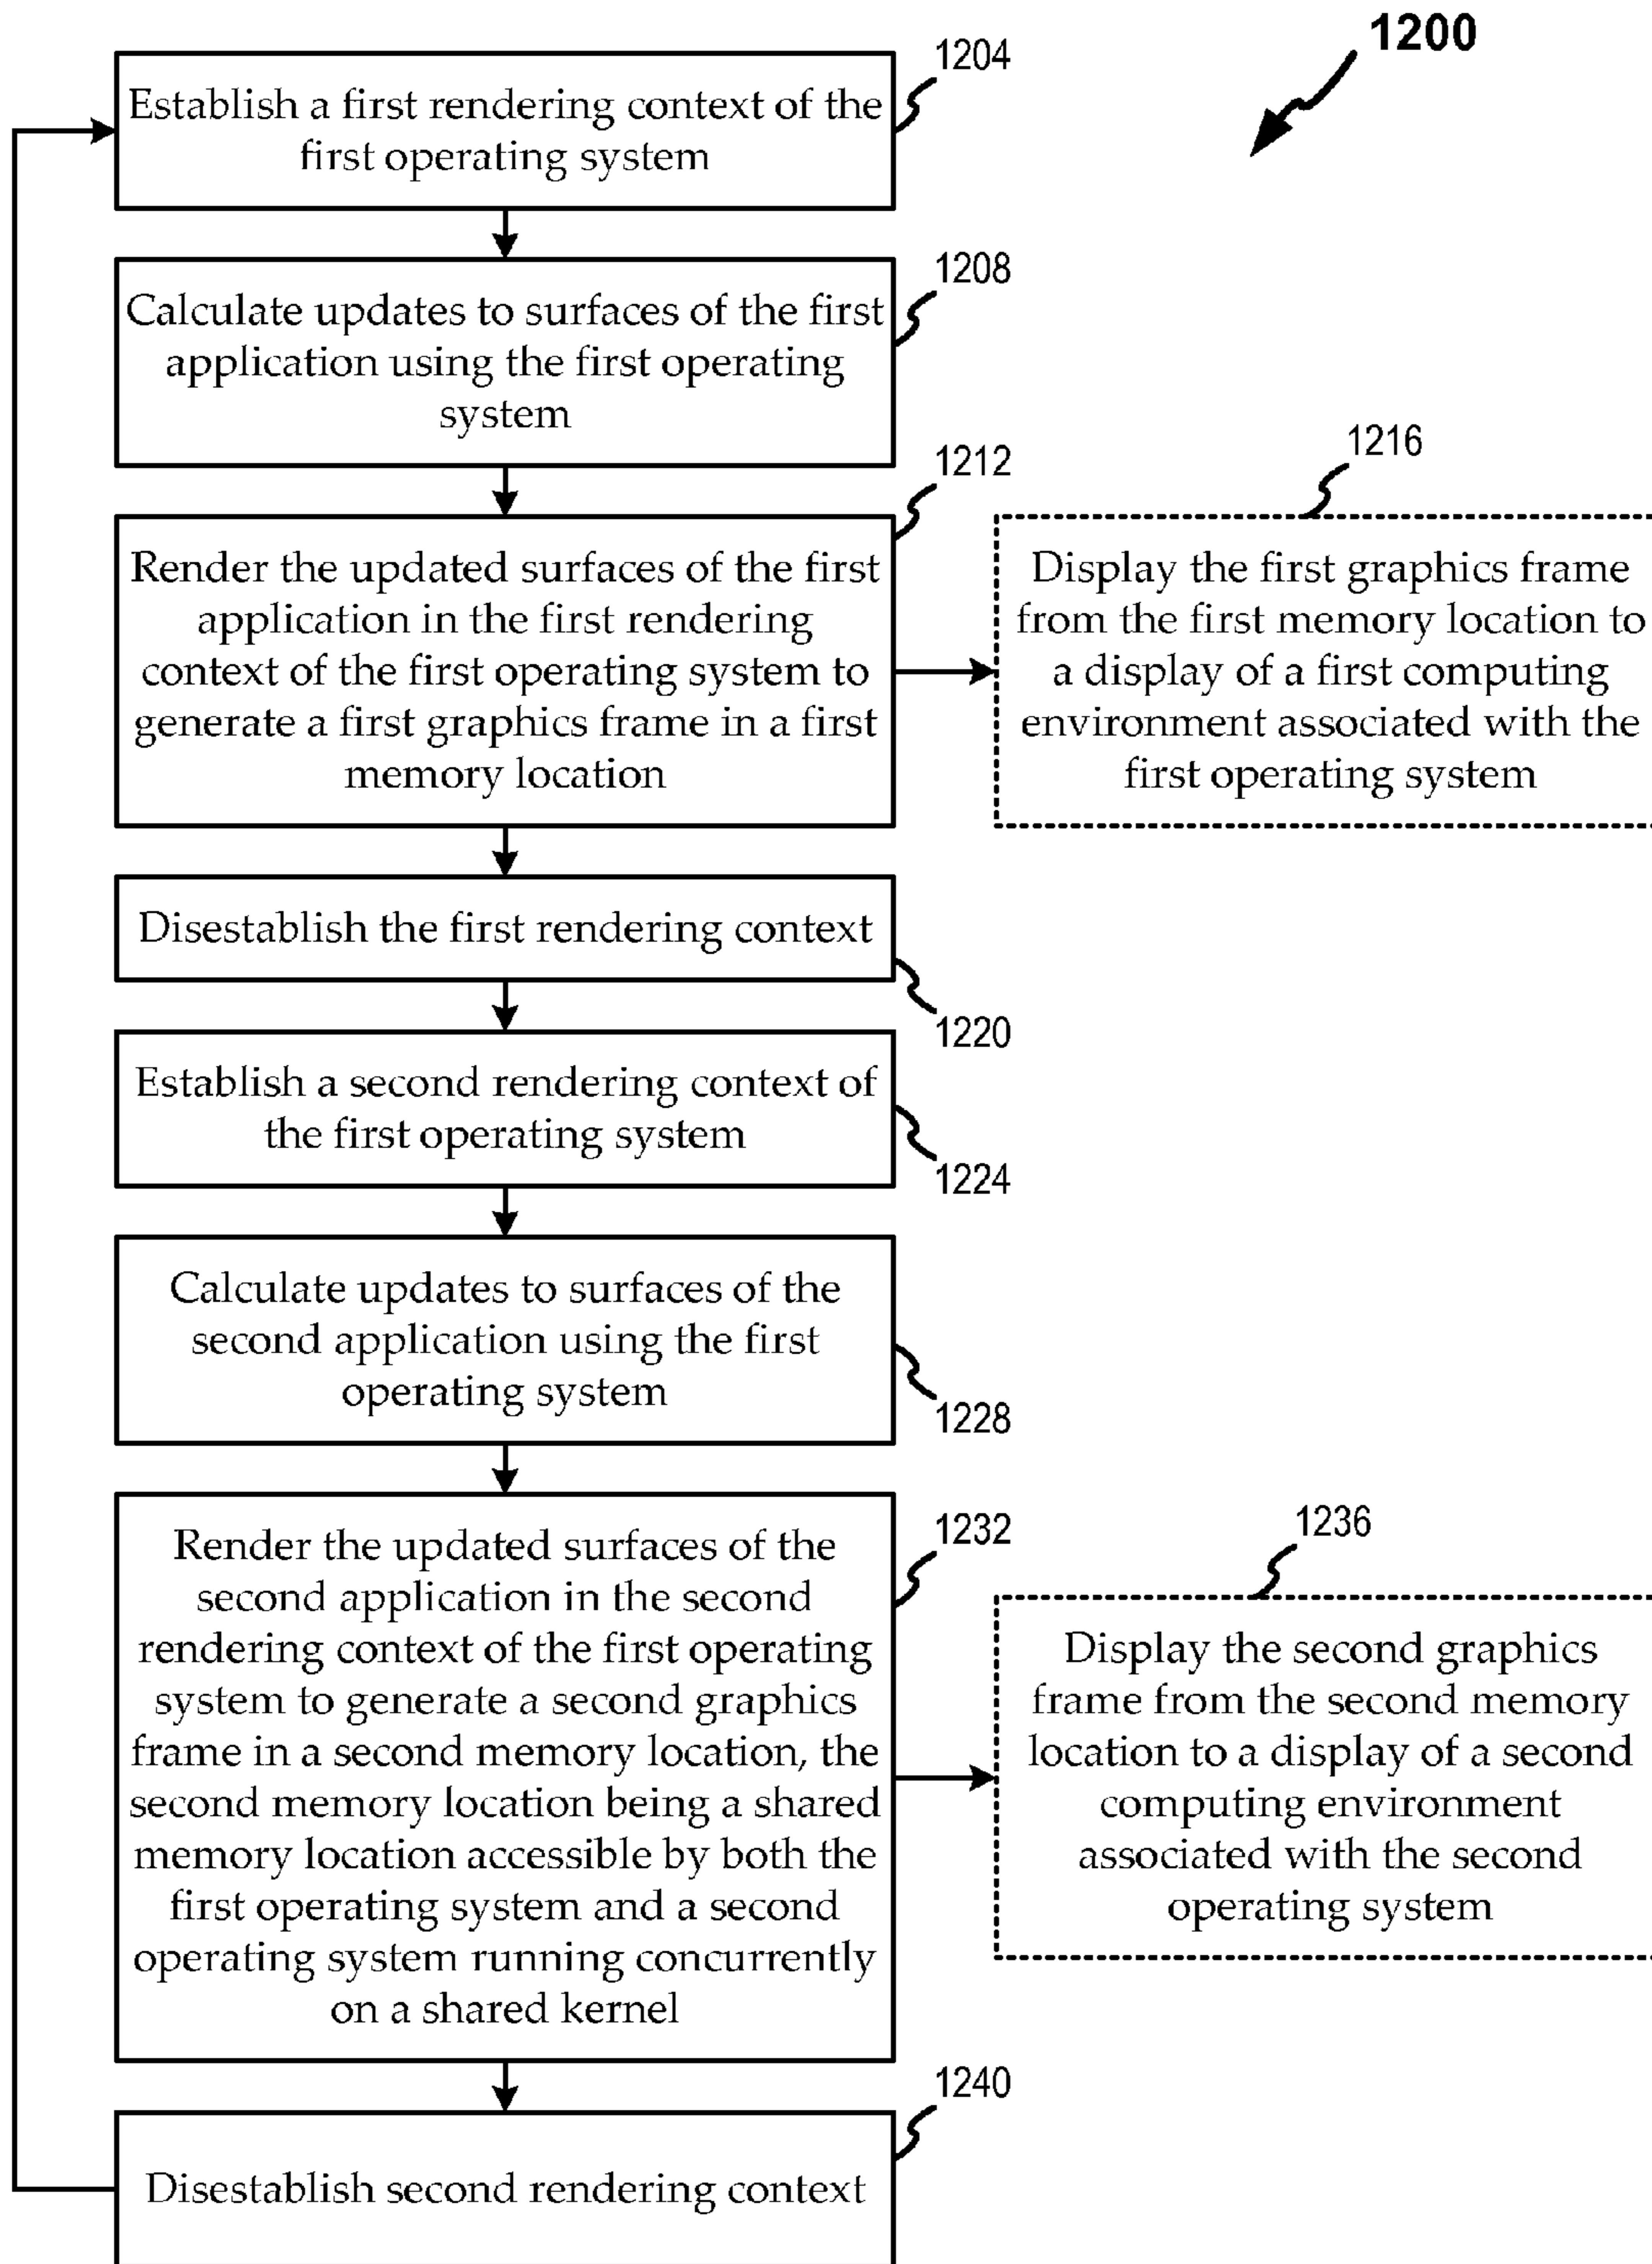 1200
1204
Establish a first rendering context of the
first operating system
1208
Calculate updates to surfaces of the first
application using the first operating
system
1212
Render the updated surfaces of the first
application in the first rendering
context of the first operating system to
generate a first graphics frame in a first
memory location
1216
Display the first graphics frame
from the first memory location to
a display of a first computing
environment associated with the
first operating system
Disestablish the first rendering context
1220
Establish a second rendering context of
the first operating system
1224
Calculate updates to surfaces of the
second application using the first
operating system
1228
1232
Render the updated surfaces of the
second application in the second
rendering context of the first operating
system to generate a second graphics
frame in a second memory location, the
second memory location being a shared
memory location accessible by both the
first operating system and a second
operating system running concurrently
on a shared kernel
1236
Display the second graphics
frame from the second memory
location to a display of a second
computing environment
associated with the second
operating system
1240
Disestablish second rendering context